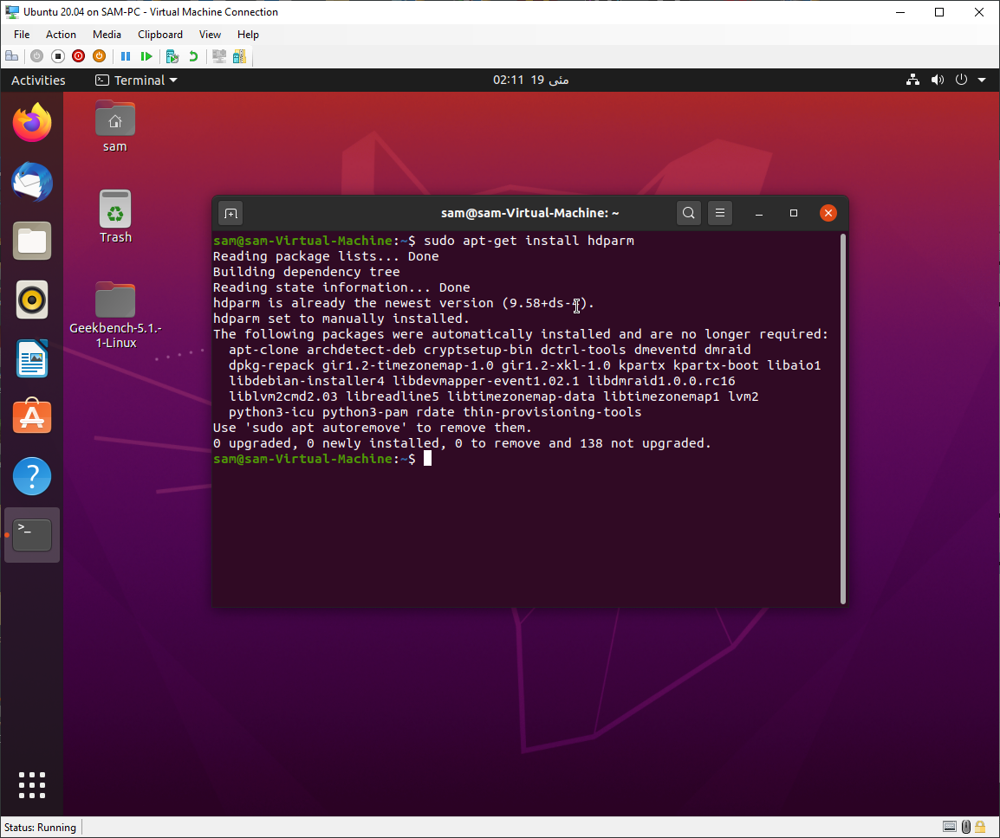 Ubuntu 20.04 on SAM-PC - Virtual Machine Connection
File Action Media Clipboard View Help
Activities Terminal 02:11 19 مئی
sam
Trash
Geekbench-5.1.-
1-Linux
sam@sam-Virtual-Machine: ~
sam@sam-Virtual-Machine:~$ sudo apt-get install hdparm
Reading package lists... Done
Building dependency tree
Reading state information... Done
hdparm is already the newest version
hdparm set to manually installed.
The following packages were automatically installed and are no longer required:
apt-clone archdetect-deb cryptsetup-bin dctrl-tools dmeventd dmraid
dpkg-repack gir1.2-timezonemap-1.0 gir1.2-xkl-1.0 kpartx kpartx-boot libaio1
libdebian-installer4 libdevmapper-event1.02.1 libdmraid1.0.0.rc16
liblvm2cmd2.03 libreadline5 libtimezonemap-data libtimezonemap1 lvm2
python3-icu python3-pam rdate thin-provisioning-tools
Use 'sudo apt autoremove' to remove them.
0 upgraded, 0 newly installed, 0 to remove and 138 not upgraded.
sam@sam-Virtual-Machine:~$
Status: Running